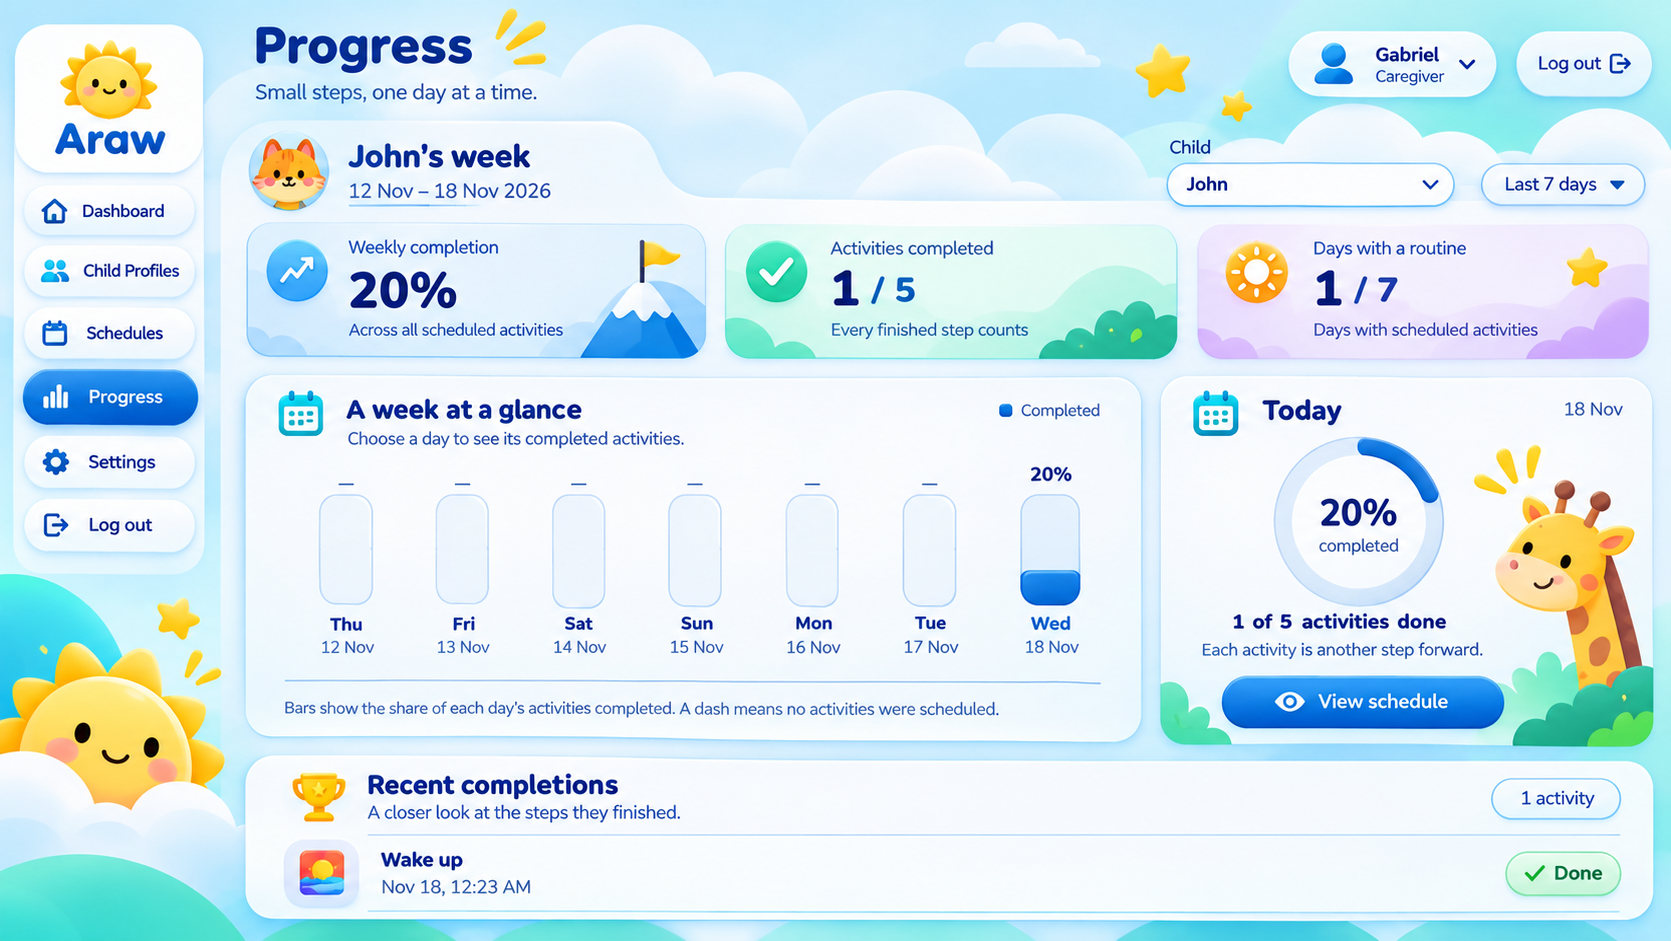 Araw
Dashboard
Child Profiles
Schedules
Progress
Settings
Log out
Progress
Small steps, one day at a time.
Gabriel
Caregiver
Log out
John's week
12 Nov – 18 Nov 2026
Child
John
Last 7 days
Weekly completion
20%
Across all scheduled activities
Activities completed
1 / 5
Every finished step counts
Days with a routine
1 / 7
Days with scheduled activities
A week at a glance
Choose a day to see its completed activities.
Completed
— — — — — — 20%
Thu Fri Sat Sun Mon Tue Wed
12 Nov 13 Nov 14 Nov 15 Nov 16 Nov 17 Nov 18 Nov
Bars show the share of each day's activities completed. A dash means no activities were scheduled.
Today
18 Nov
20%
completed
1 of 5 activities done
Each activity is another step forward.
View schedule
Recent completions
A closer look at the steps they finished.
1 activity
Wake up
Nov 18, 12:23 AM
Done